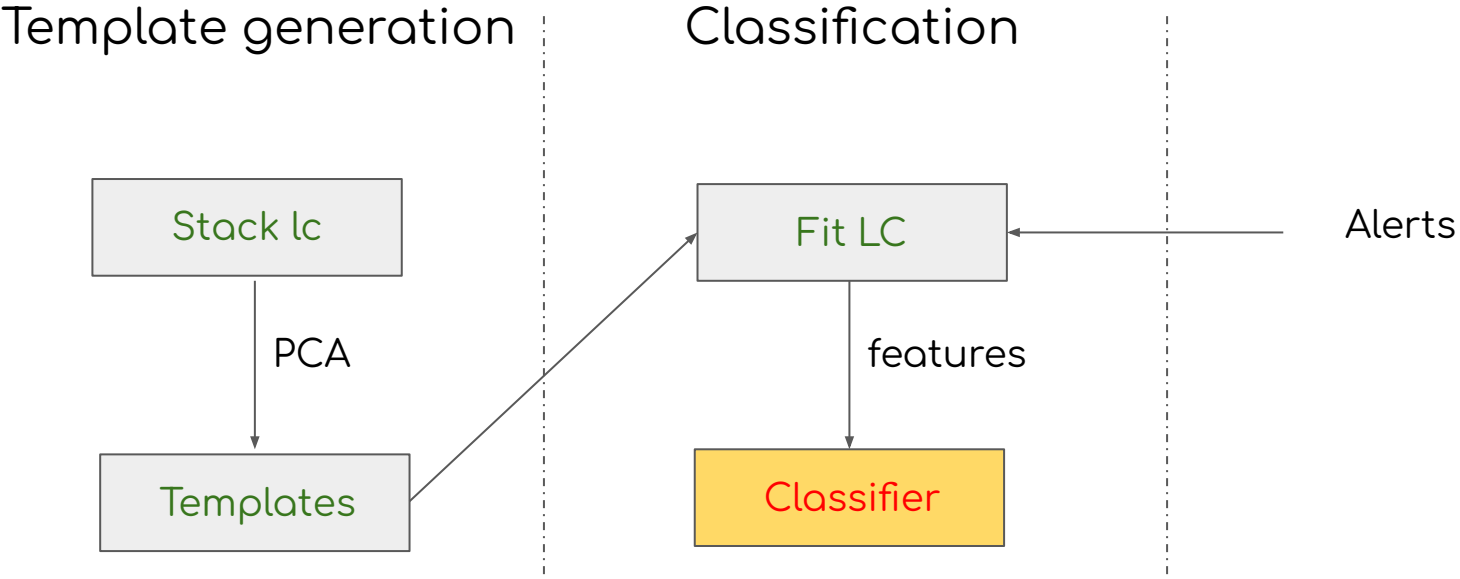 Template generation
Classification
Stack lc
Fit LC
Alerts
PCA
features
Templates
Classifier